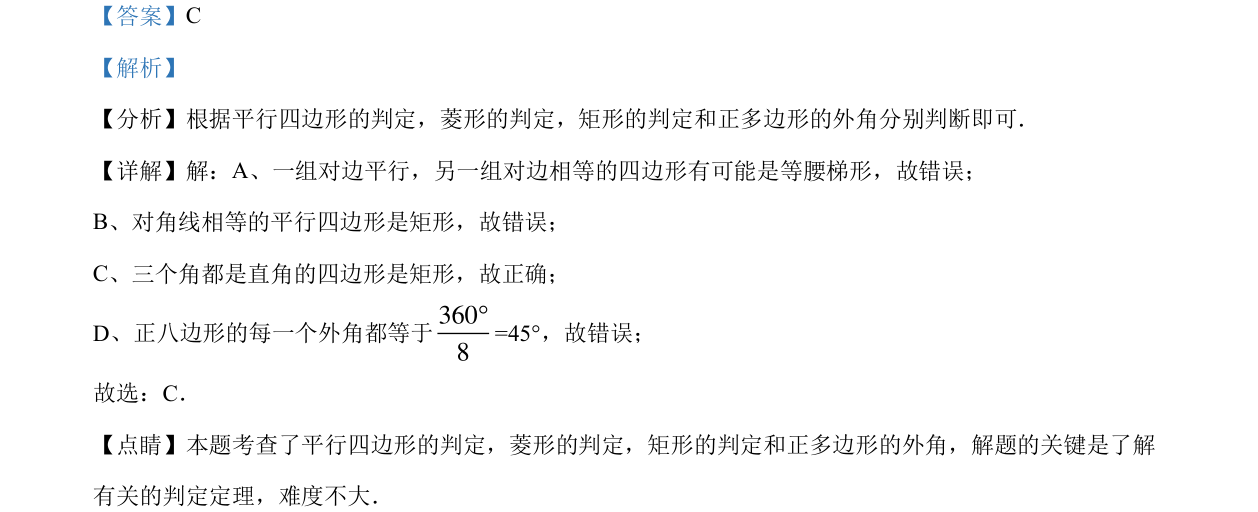 【答案】C
【解析】
【分析】根据平行四边形的判定，菱形的判定，矩形的判定和正多边形的外角分别判断即可．
【详解】解：A、一组对边平行，另一组对边相等的四边形有可能是等腰梯形，故错误；
B、对角线相等的平行四边形是矩形，故错误；
C、三个角都是直角的四边形是矩形，故正确；
D、正八边形的每一个外角都等于360°/8=45°，故错误；
故选：C．
【点睛】本题考查了平行四边形的判定，菱形的判定，矩形的判定和正多边形的外角，解题的关键是了解
有关的判定定理，难度不大．